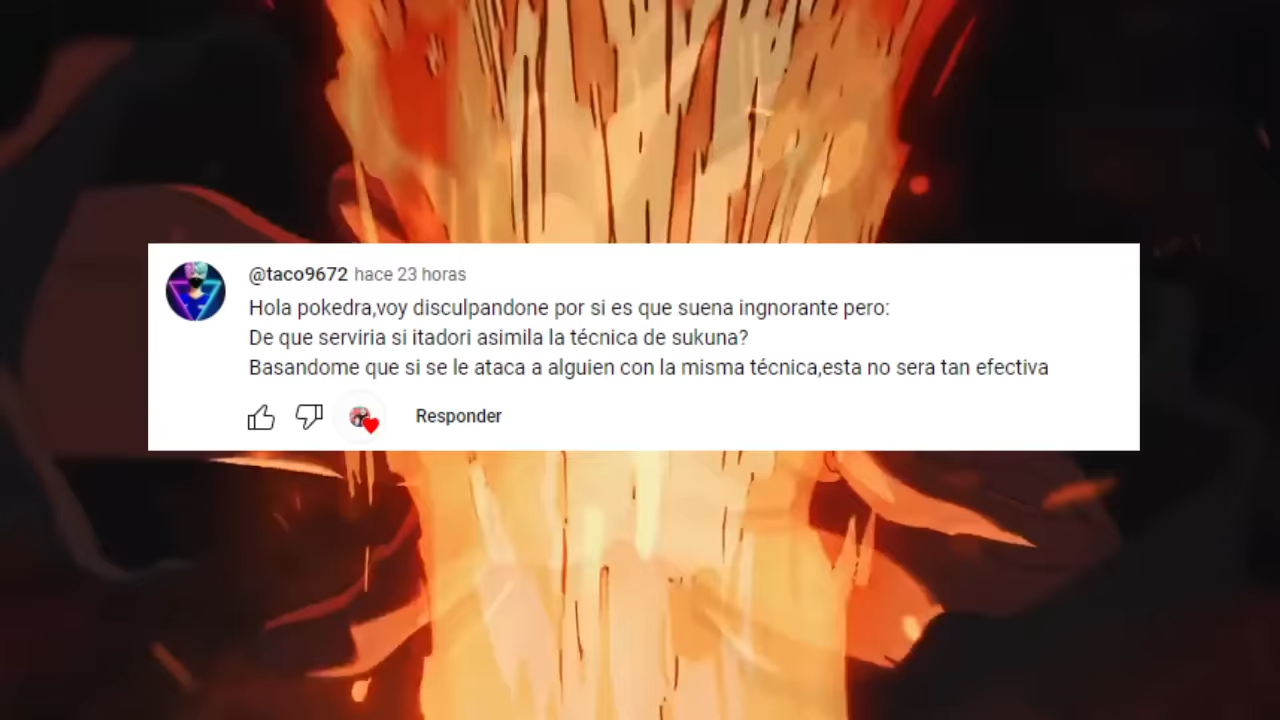 @taco9672 hace 23 horas
Hola pokedra,voy disculpandone por si es que suena ingnorante pero:
De que serviria si itadori asimila la técnica de sukuna?
Basandome que si se le ataca a alguien con la misma técnica,esta no sera tan efectiva
Responder